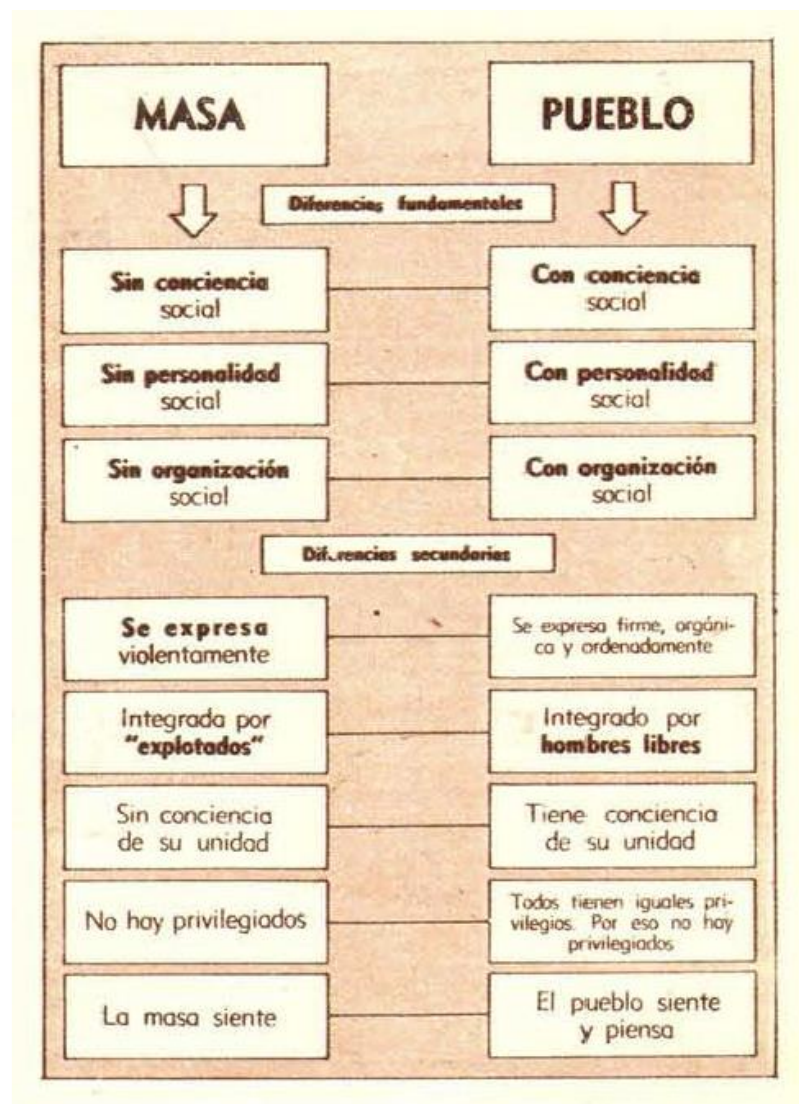 MASA
PUEBLO
Diferencias fundamentales
Sin conciencia
social
Con conciencia
social
Sin personalidad
social
Con personalidad
social
Sin organización
social
Con organización
social
Diferencias secundarias
Se expresa
violentamente
Se expresa firme, orgáni-
ca y ordenadamente
Integrada por
"explotados"
Integrado por
hombres libres
Sin conciencia
de su unidad
Tiene conciencia
de su unidad
No hay privilegiados
Todos tienen iguales pri-
vilegios. Por eso no hay
privilegiados
La masa siente
El pueblo siente
y piensa